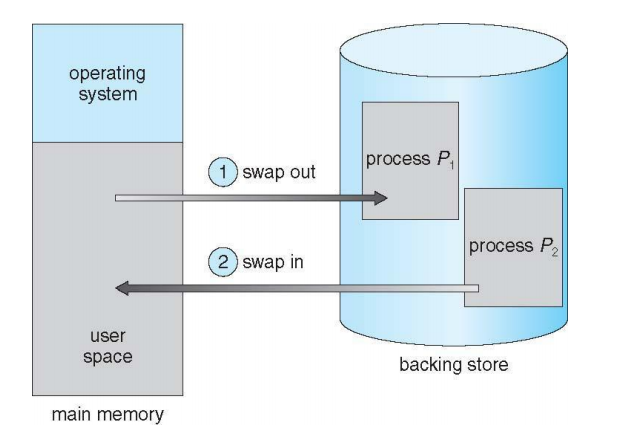 operating
system
1 swap out
process P₁
2 swap in
process P₂
user
space
backing store
main memory